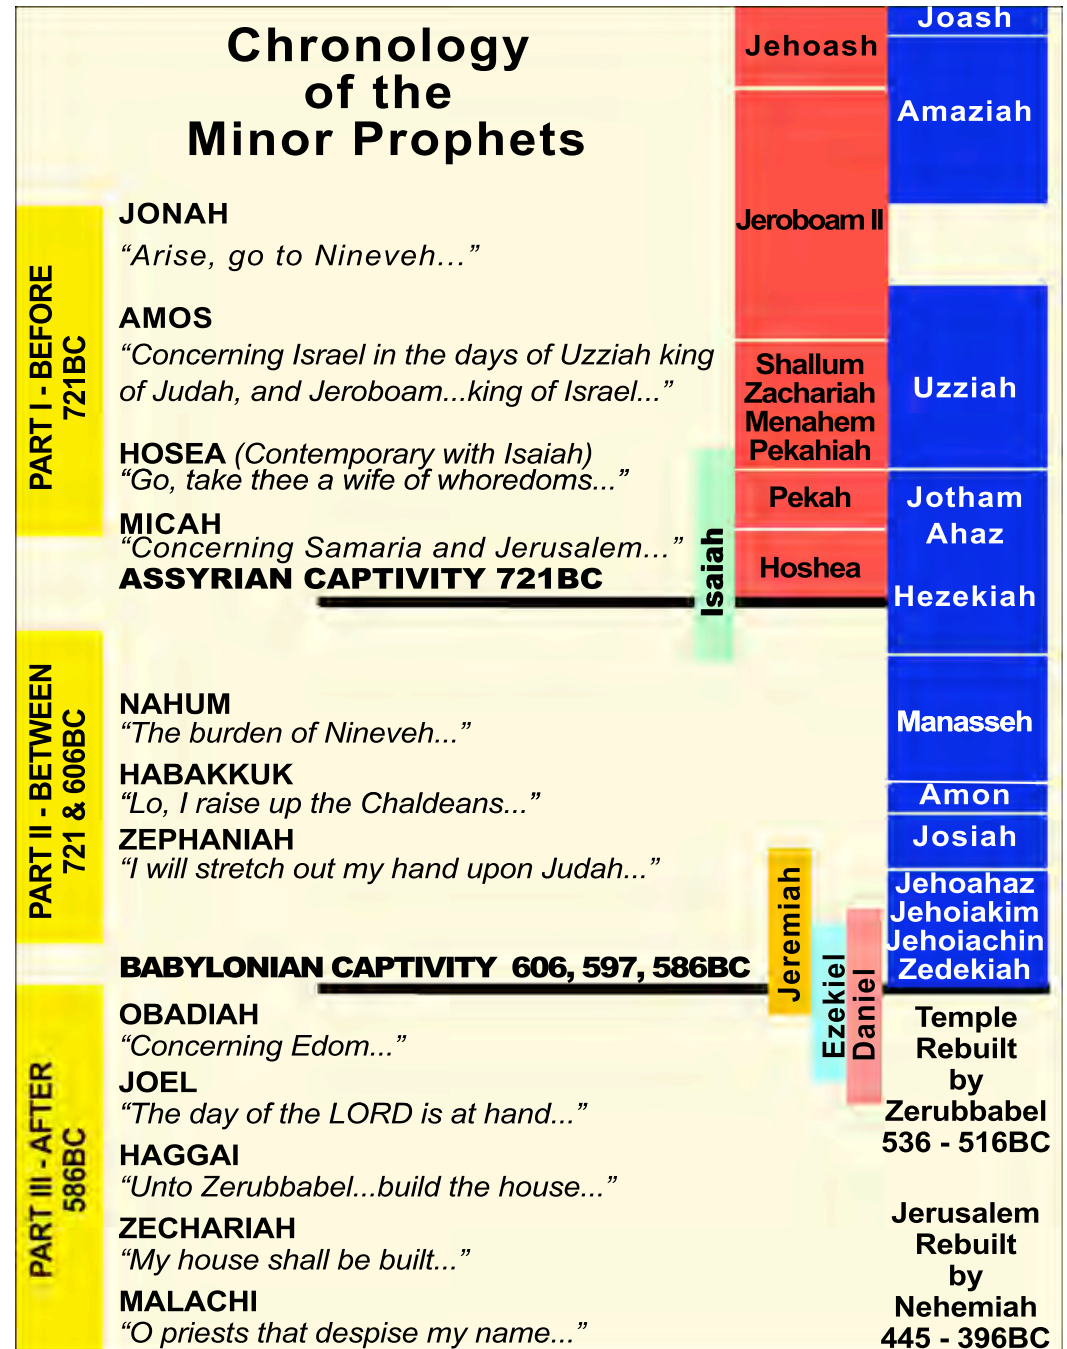 Chronology
of the
Minor Prophets
PART I - BEFORE
721BC
JONAH
“Arise, go to Nineveh...”
AMOS
“Concerning Israel in the days of Uzziah king
of Judah, and Jeroboam...king of Israel...”
HOSEA (Contemporary with Isaiah)
“Go, take thee a wife of whoredoms...”
MICAH
“Concerning Samaria and Jerusalem...”
ASSYRIAN CAPTIVITY 721BC
PART II - BETWEEN
721 & 606BC
NAHUM
“The burden of Nineveh...”
HABAKKUK
“Lo, I raise up the Chaldeans...”
ZEPHANIAH
“I will stretch out my hand upon Judah...”
BABYLONIAN CAPTIVITY 606, 597, 586BC
PART III - AFTER
586BC
OBADIAH
“Concerning Edom...”
JOEL
“The day of the LORD is at hand...”
HAGGAI
“Unto Zerubbabel...build the house...”
ZECHARIAH
“My house shall be built...”
MALACHI
“O priests that despise my name...”
Isaiah
Jeremiah
Ezekiel
Daniel
Jehoash
Jeroboam II
Shallum
Zachariah
Menahem
Pekahiah
Pekah
Hoshea
Joash
Amaziah
Uzziah
Jotham
Ahaz
Hezekiah
Manasseh
Amon
Josiah
Jehoahaz
Jehoiakim
Jehoiachin
Zedekiah
Temple
Rebuilt
by
Zerubbabel
536 - 516BC
Jerusalem
Rebuilt
by
Nehemiah
445 - 396BC